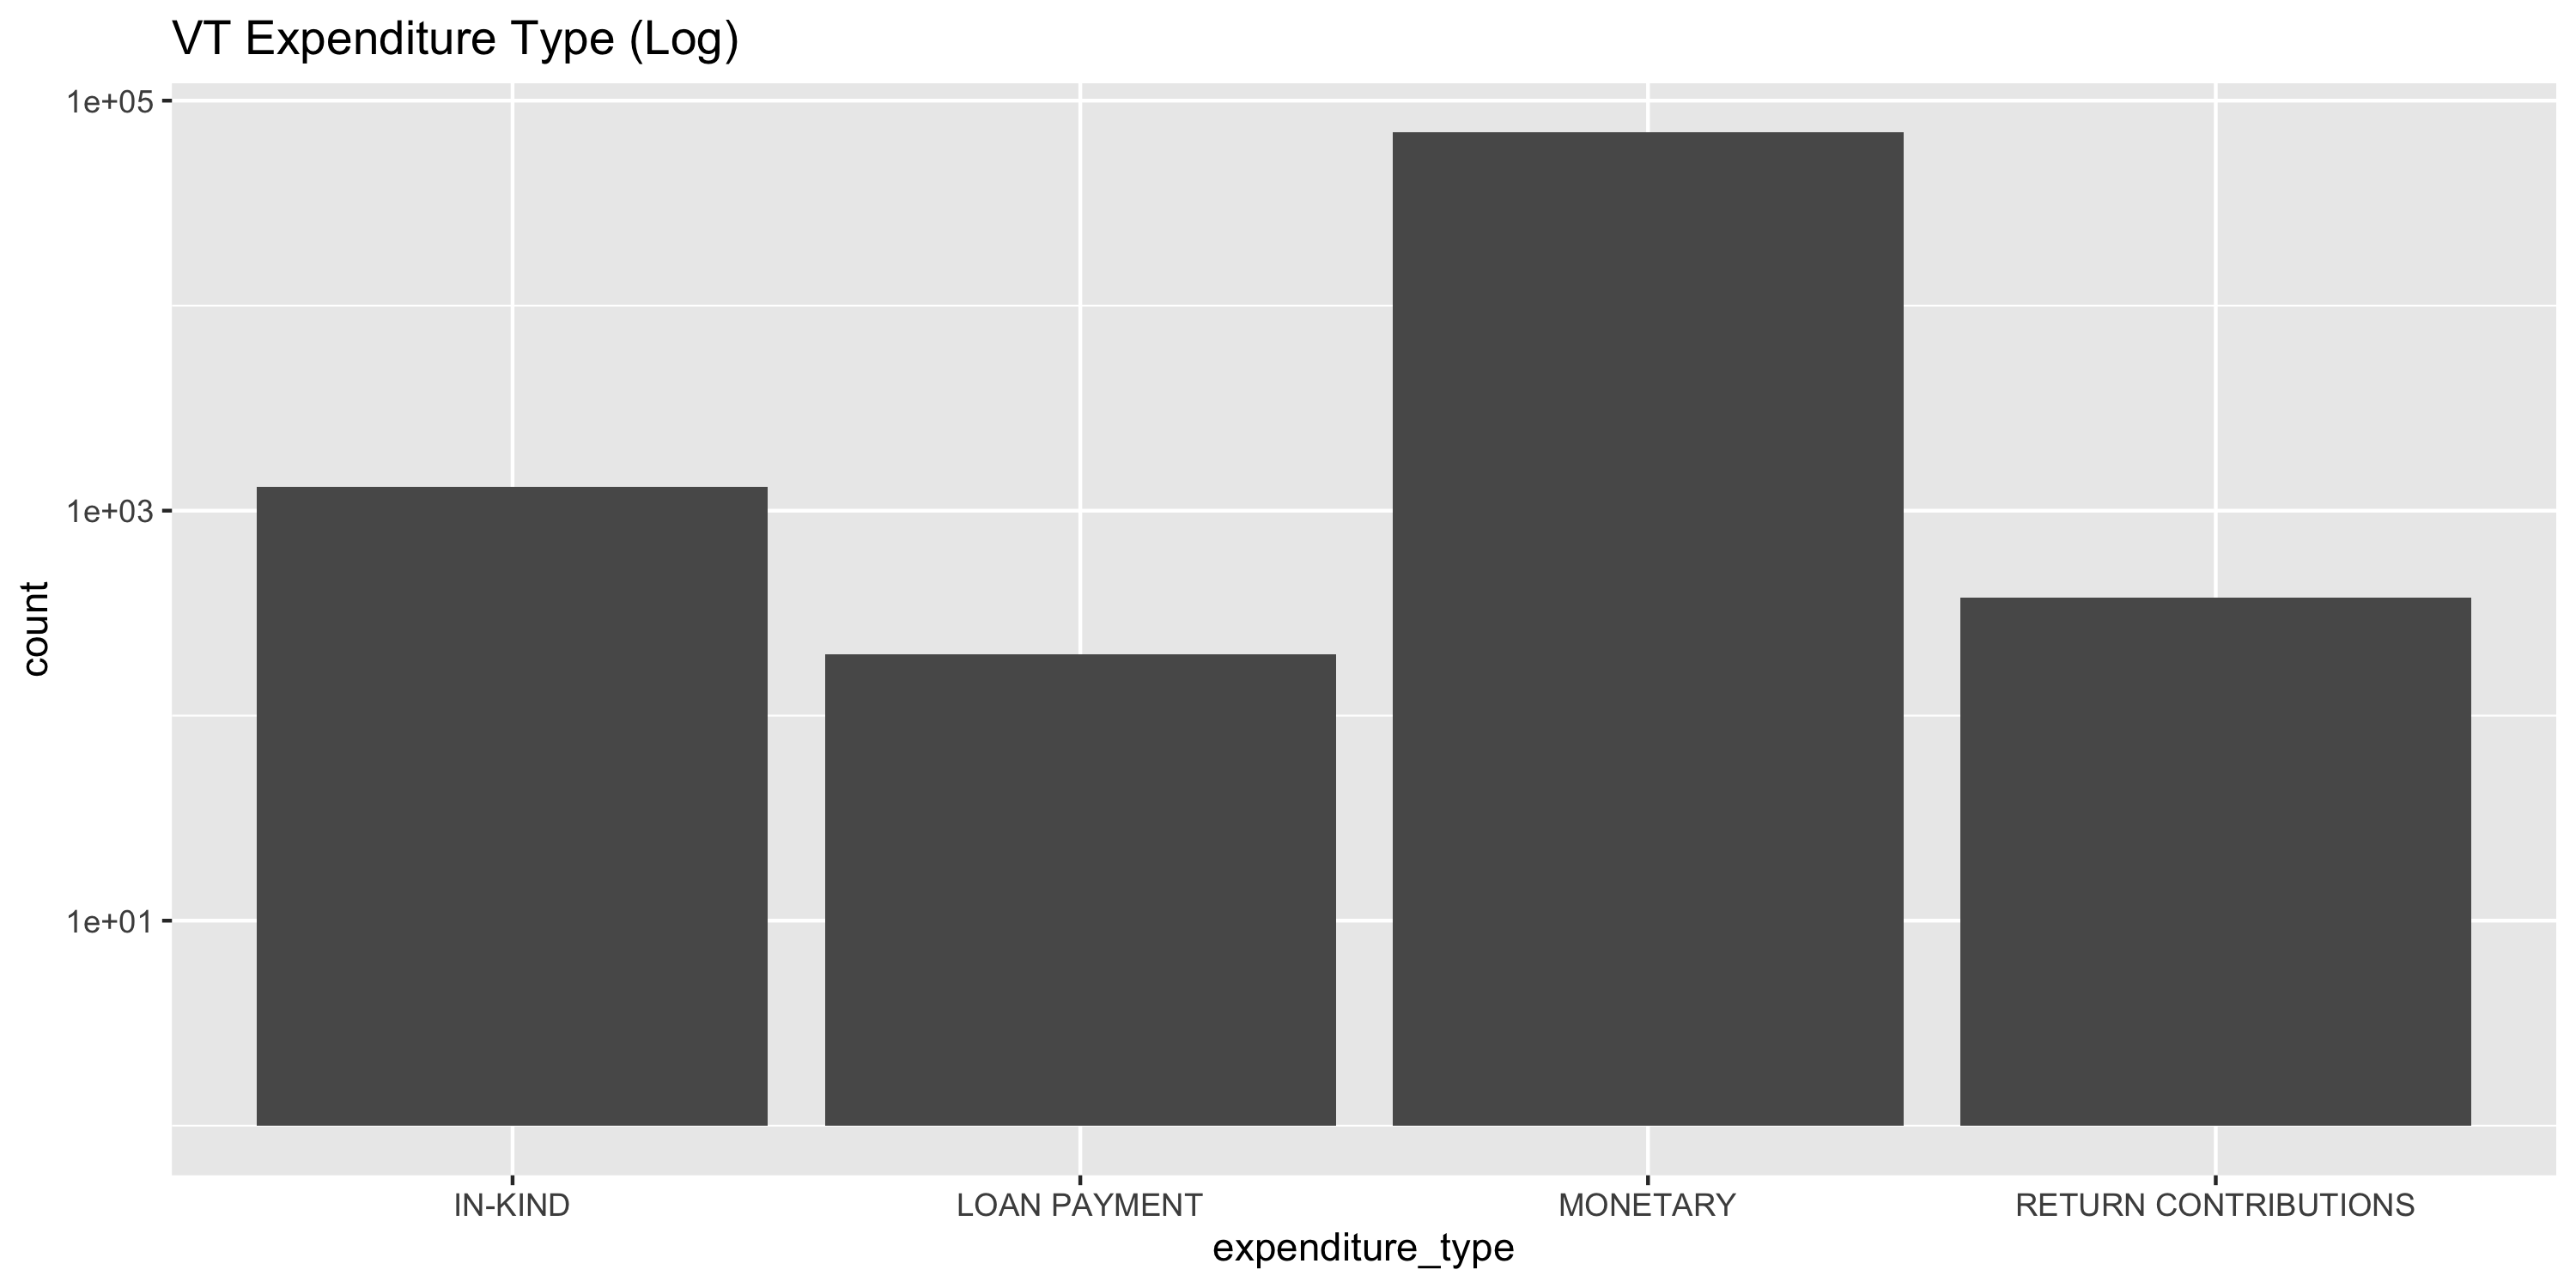 VT Expenditure Type (Log)
1e+05
1e+03
1e+01
count
IN-KIND
LOAN PAYMENT
MONETARY
RETURN CONTRIBUTIONS
expenditure_type